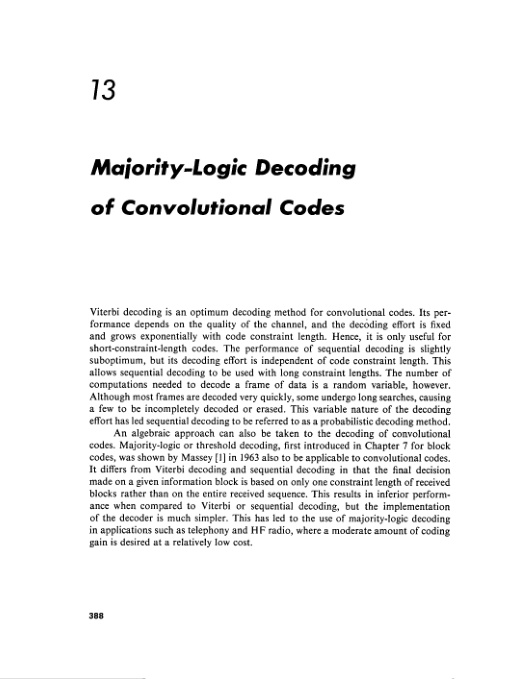 13
Majority-Logic Decoding
of Convolutional Codes
Viterbi decoding is an optimum decoding method for convolutional codes. Its per-
formance depends on the quality of the channel, and the decoding effort is fixed
and grows exponentially with code constraint length. Hence, it is only useful for
short-constraint-length codes. The performance of sequential decoding is slightly
suboptimum, but its decoding effort is independent of code constraint length. This
allows sequential decoding to be used with long constraint lengths. The number of
computations needed to decode a frame of data is a random variable, however.
Although most frames are decoded very quickly, some undergo long searches, causing
a few to be incompletely decoded or erased. This variable nature of the decoding
effort has led sequential decoding to be referred to as a probabilistic decoding method.
An algebraic approach can also be taken to the decoding of convolutional
codes. Majority-logic or threshold decoding, first introduced in Chapter 7 for block
codes, was shown by Massey [1] in 1963 also to be applicable to convolutional codes.
It differs from Viterbi decoding and sequential decoding in that the final decision
made on a given information block is based on only one constraint length of received
blocks rather than on the entire received sequence. This results in inferior perform-
ance when compared to Viterbi or sequential decoding, but the implementation
of the decoder is much simpler. This has led to the use of majority-logic decoding
in applications such as telephony and HF radio, where a moderate amount of coding
gain is desired at a relatively low cost.
388